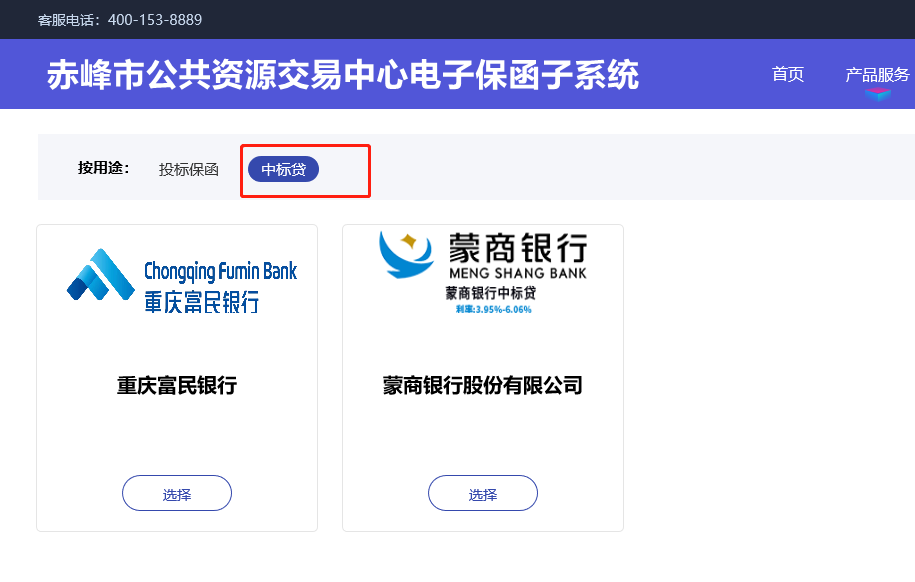 客服电话：400-153-8889
赤峰市公共资源交易中心电子保函子系统
首页
产品服务
按用途：
投标保函
中标贷
Chongqing Fumin Bank
重庆富民银行
重庆富民银行
选择
蒙商银行
MENG SHANG BANK
蒙商银行中标贷
利率:3.95%-6.06%
蒙商银行股份有限公司
选择